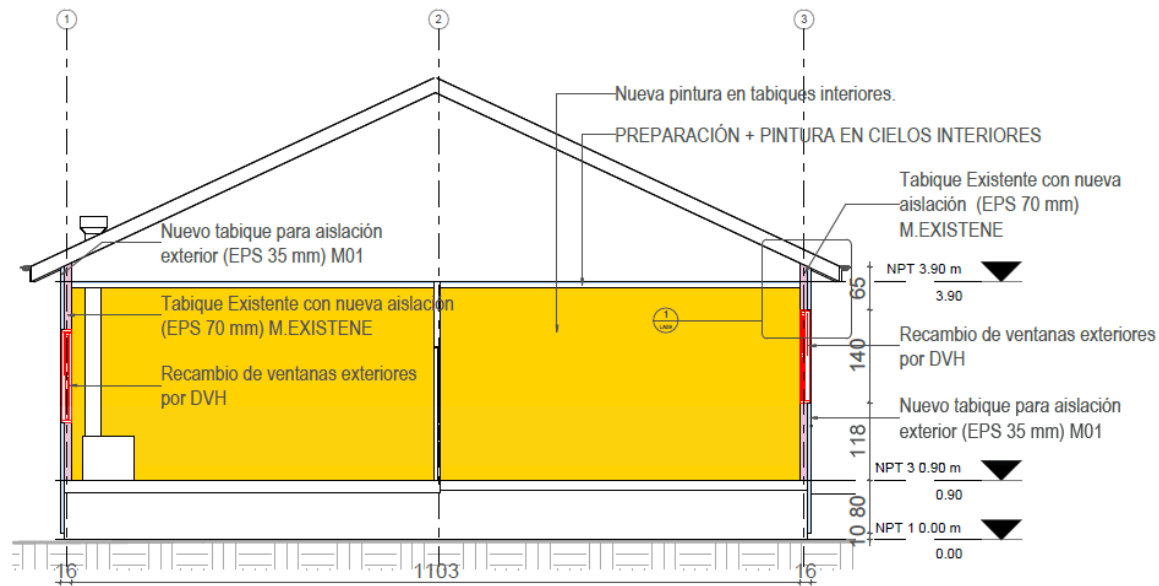 1
2
3
Nueva pintura en tabiques interiores.
PREPARACIÓN + PINTURA EN CIELOS INTERIORES
Tabique Existente con nueva
aislación (EPS 70 mm)
M.EXISTENE
Nuevo tabique para aislación
exterior (EPS 35 mm) M01
NPT 3.90 m
3.90
65
Tabique Existente con nueva aislación
(EPS 70 mm) M.EXISTENE
1
140
Recambio de ventanas exteriores
por DVH
Recambio de ventanas exteriores
por DVH
Nuevo tabique para aislación
exterior (EPS 35 mm) M01
118
NPT 3 0.90 m
0.90
80
NPT 1 0.00 m
10
0.00
16
1103
16